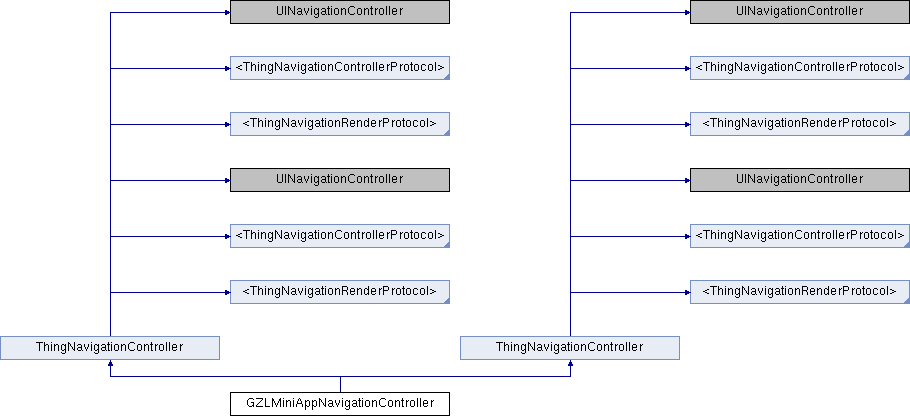 UINavigationController UINavigationController
<ThingNavigationControllerProtocol> <ThingNavigationControllerProtocol>
<ThingNavigationRenderProtocol> <ThingNavigationRenderProtocol>
UINavigationController UINavigationController
<ThingNavigationControllerProtocol> <ThingNavigationControllerProtocol>
<ThingNavigationRenderProtocol> <ThingNavigationRenderProtocol>
ThingNavigationController ThingNavigationController
GZLMiniAppNavigationController